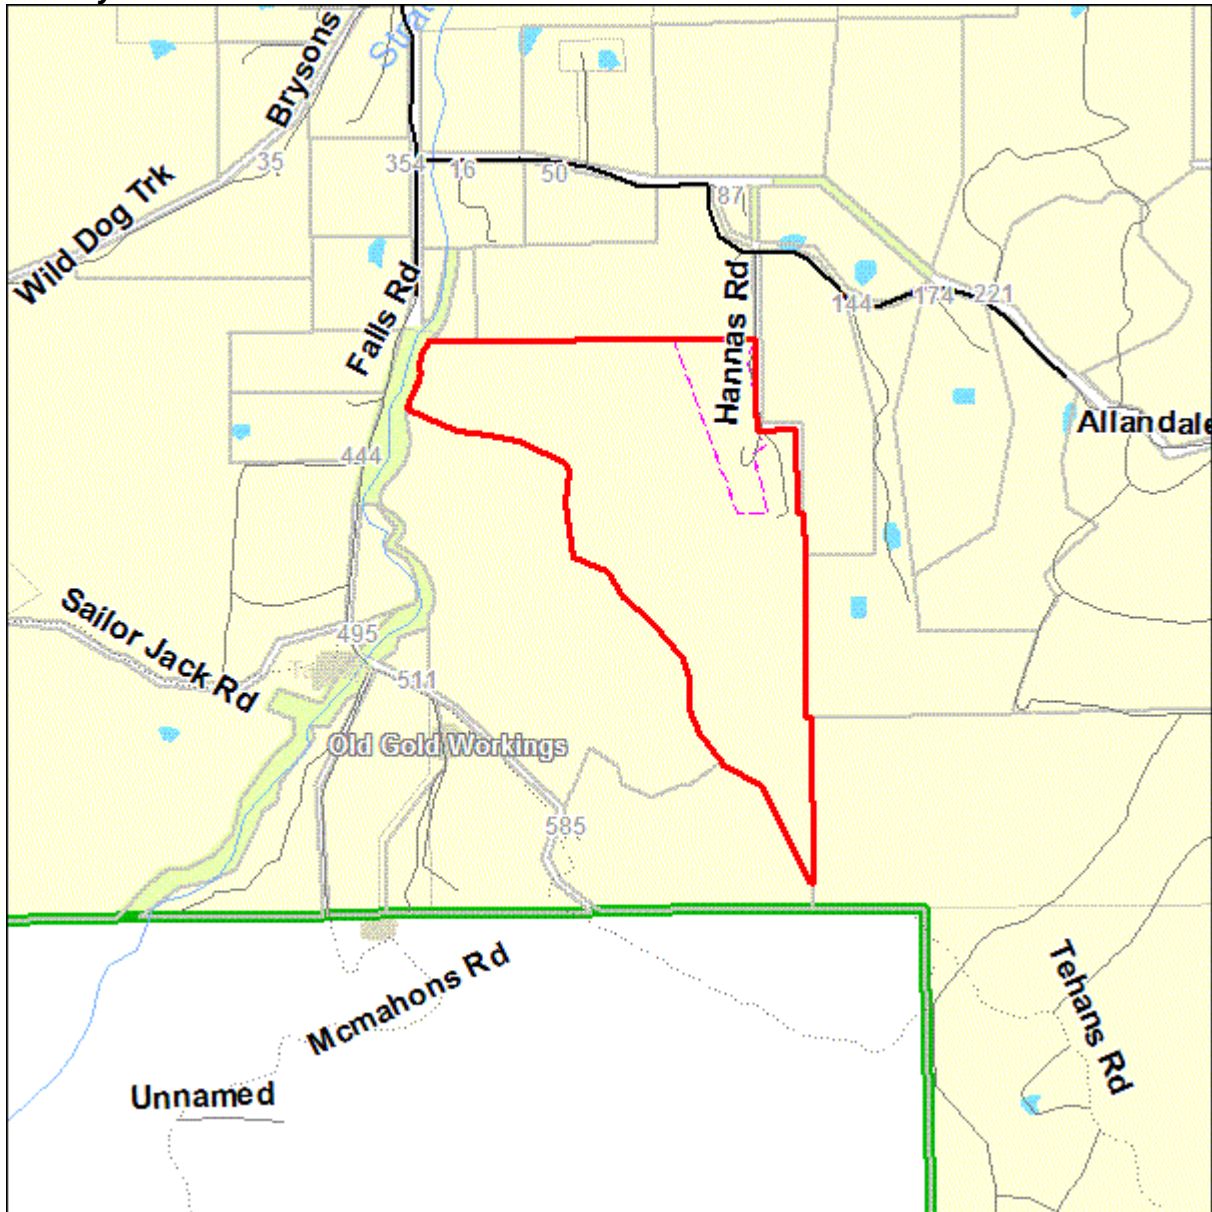 Brysons
35
354
16
50
87
Wild Dog Trk
Falls Rd
Hannas Rd
144
174
221
Allandale
444
Sailor Jack Rd
495
511
Old Gold Workings
585
Mcmahons Rd
Tehans Rd
Unnamed